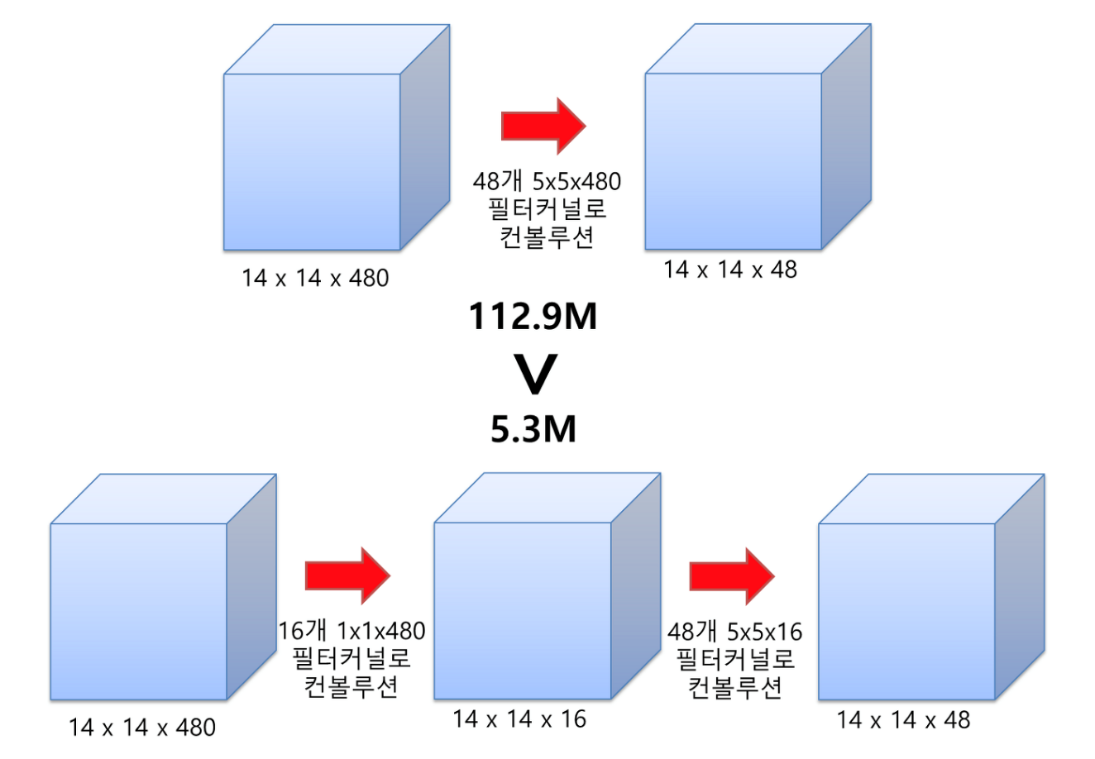 48개 5x5x480
필터커널로
컨볼루션
14 x 14 x 480
14 x 14 x 48
112.9M
V
5.3M
16개 1x1x480
필터커널로
컨볼루션
48개 5x5x16
필터커널로
컨볼루션
14 x 14 x 480
14 x 14 x 16
14 x 14 x 48